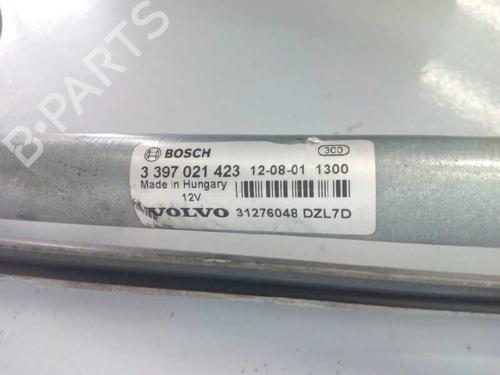 B-PARTS
BOSCH 300
3 397 021 423 12-08-01 1300
Made in Hungary
12V
VOLVO 31276048 DZL7D